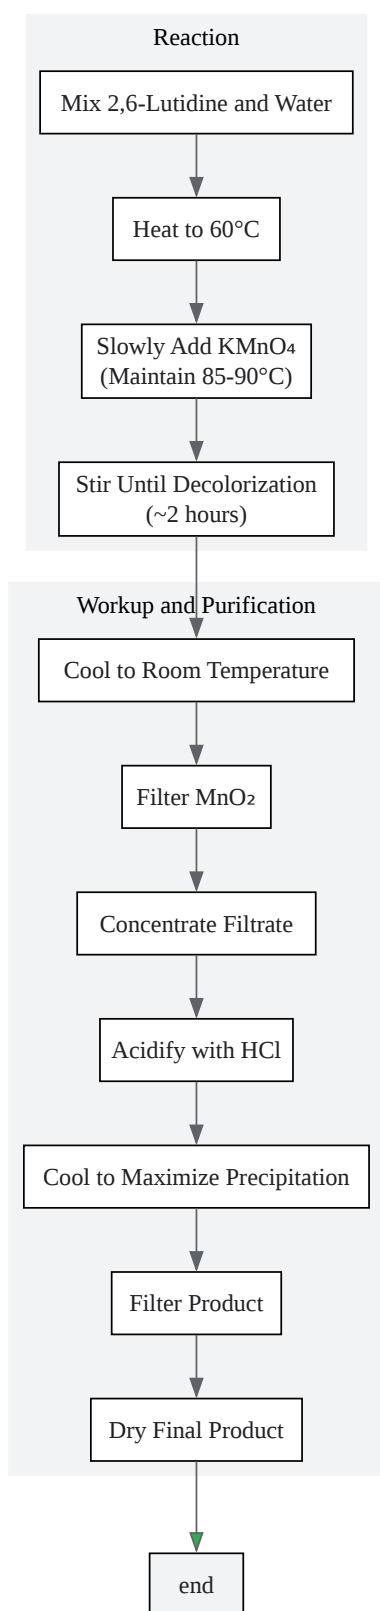 Reaction
Mix 2,6-Lutidine and Water
Heat to 60°C
Slowly Add KMnO₄
(Maintain 85-90°C)
Stir Until Decolorization
(~2 hours)
Workup and Purification
Cool to Room Temperature
Filter MnO₂
Concentrate Filtrate
Acidify with HCl
Cool to Maximize Precipitation
Filter Product
Dry Final Product
end